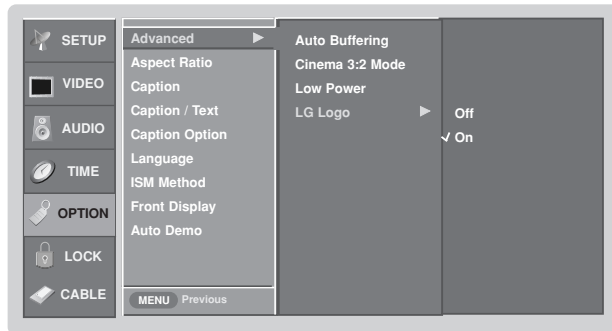 SETUP
VIDEO
AUDIO
TIME
OPTION
LOCK
CABLE
Advanced
Aspect Ratio
Caption
Caption / Text
Caption Option
Language
ISM Method
Front Display
Auto Demo
MENU Previous
Auto Buffering
Cinema 3:2 Mode
Low Power
LG Logo
Off
On